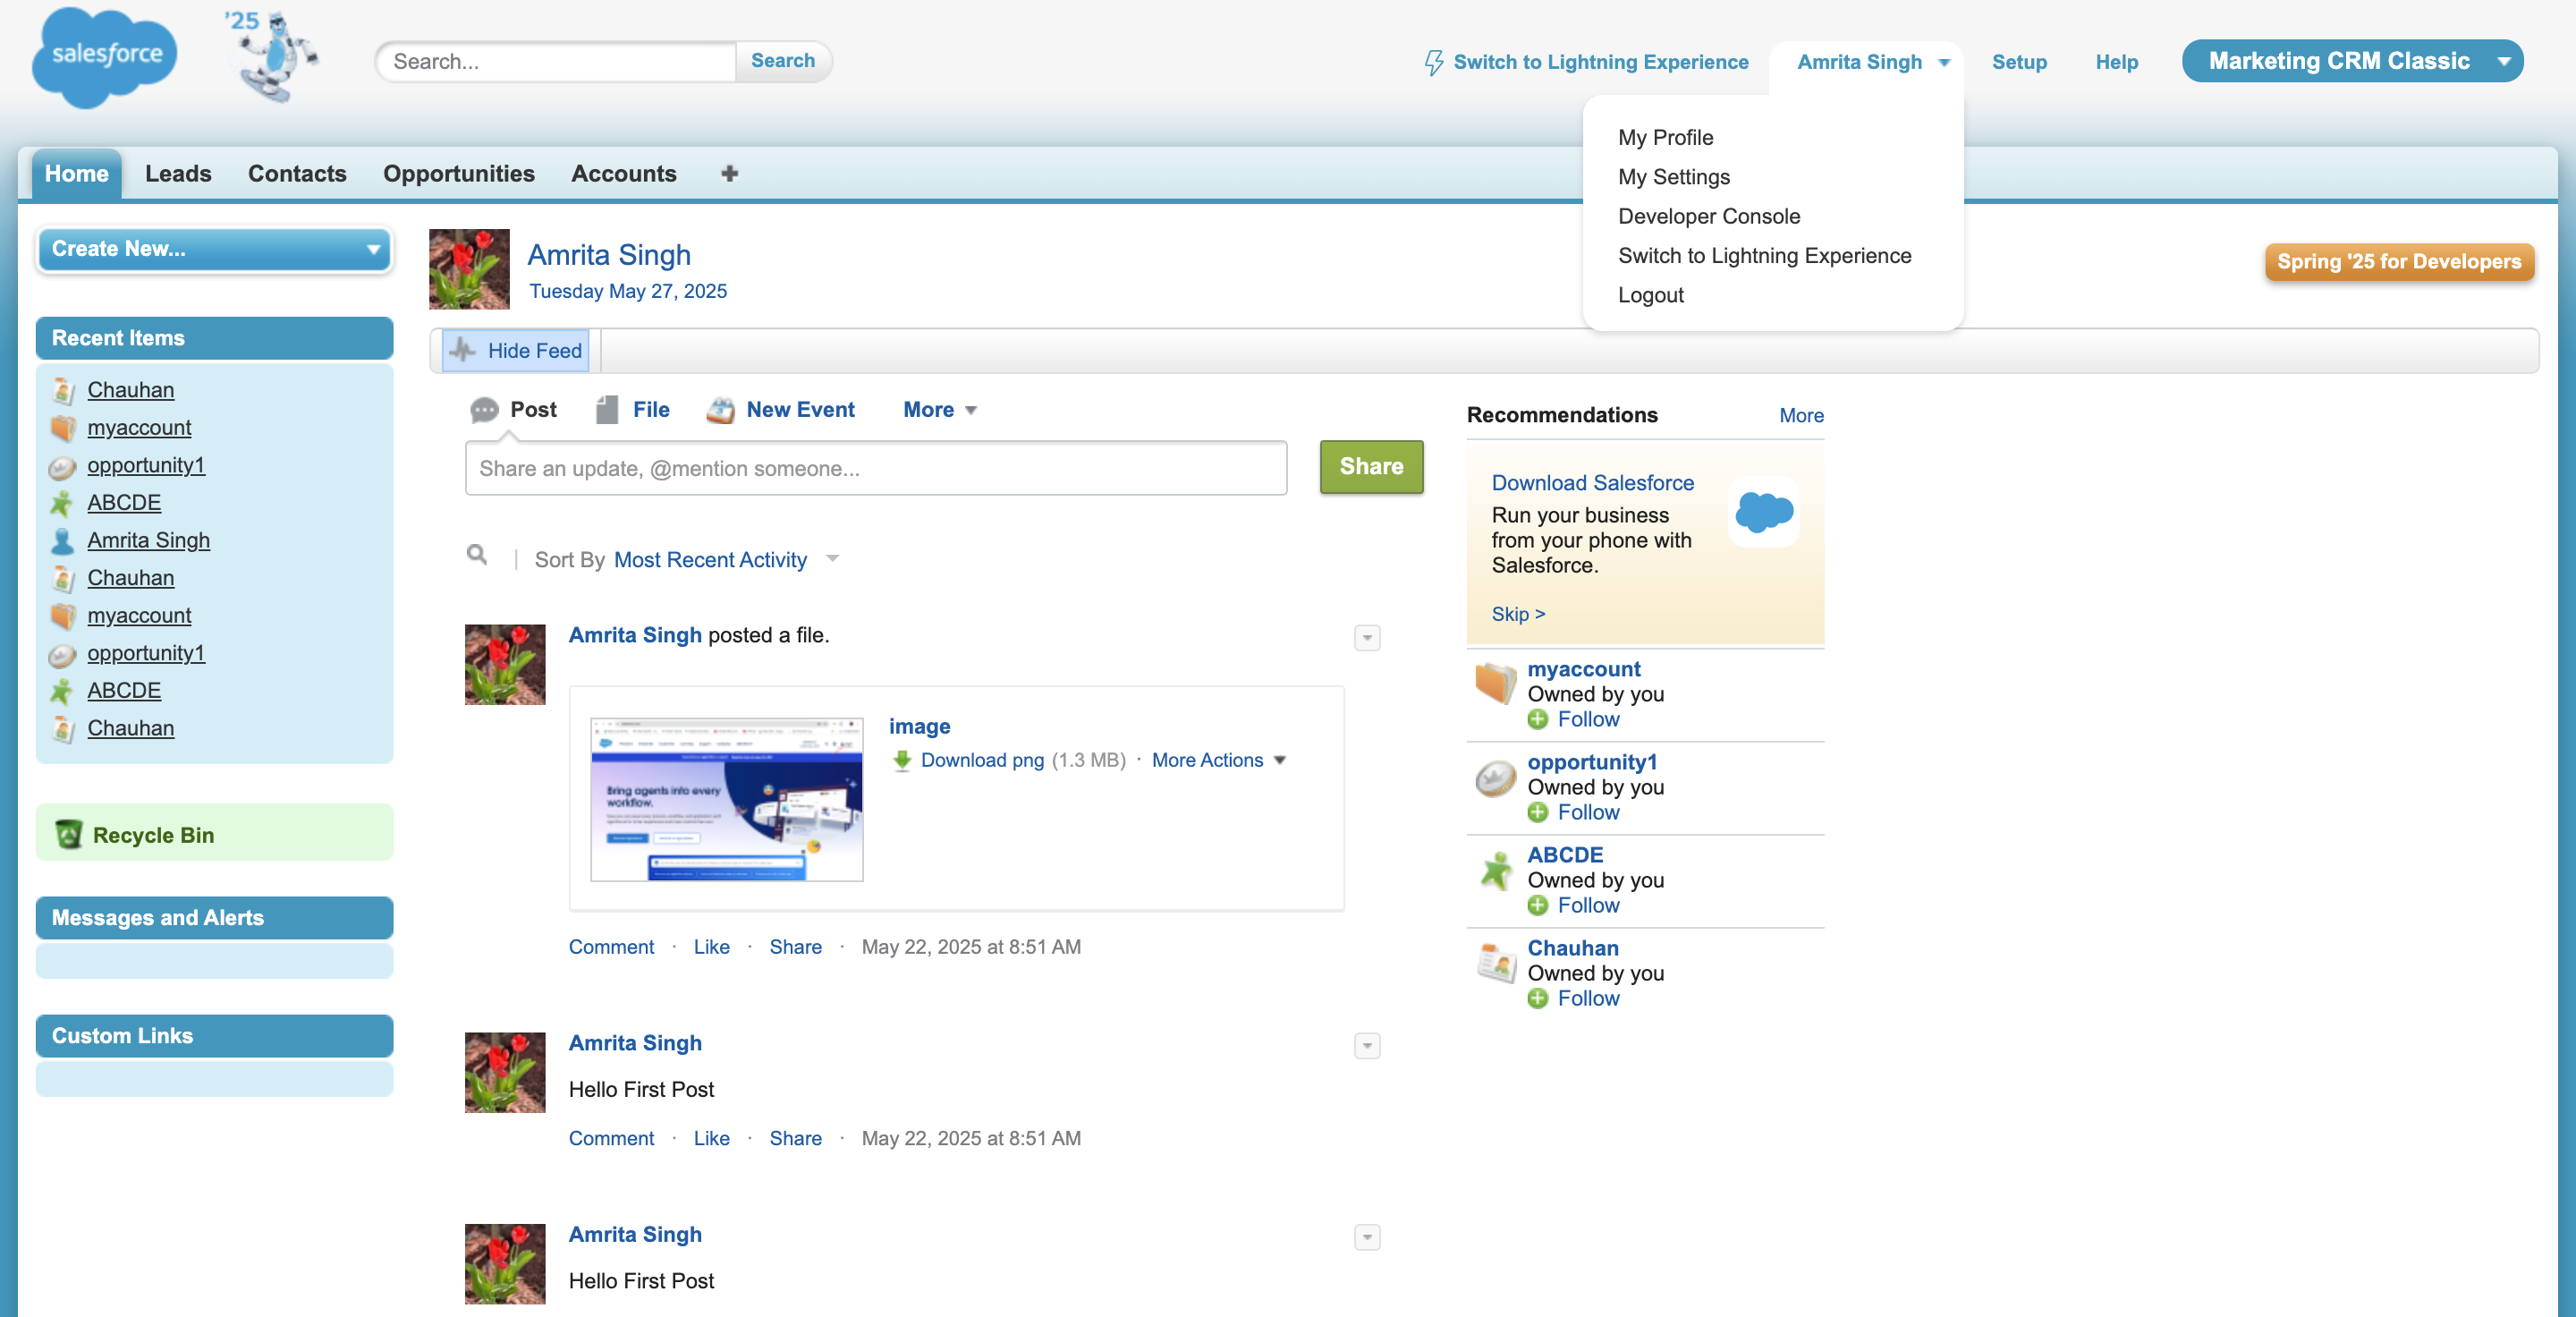 salesforce
'25
Search...
Search
Switch to Lightning Experience
Amrita Singh
Setup
Help
Marketing CRM Classic
My Profile
My Settings
Developer Console
Switch to Lightning Experience
Logout
Home
Leads
Contacts
Opportunities
Accounts
Create New...
Recent Items
Chauhan
myaccount
opportunity1
ABCDE
Amrita Singh
Chauhan
myaccount
opportunity1
ABCDE
Chauhan
Recycle Bin
Messages and Alerts
Custom Links
Amrita Singh
Tuesday May 27, 2025
Spring '25 for Developers
Hide Feed
Post
File
New Event
More
Share an update, @mention someone...
Share
Sort By Most Recent Activity
Amrita Singh posted a file.
Bring agents into every
workflow.
image
Download png (1.3 MB) · More Actions
Comment · Like · Share · May 22, 2025 at 8:51 AM
Amrita Singh
Hello First Post
Comment · Like · Share · May 22, 2025 at 8:51 AM
Amrita Singh
Hello First Post
Recommendations
More
Download Salesforce
Run your business
from your phone with
Salesforce.
Skip >
myaccount
Owned by you
Follow
opportunity1
Owned by you
Follow
ABCDE
Owned by you
Follow
Chauhan
Owned by you
Follow